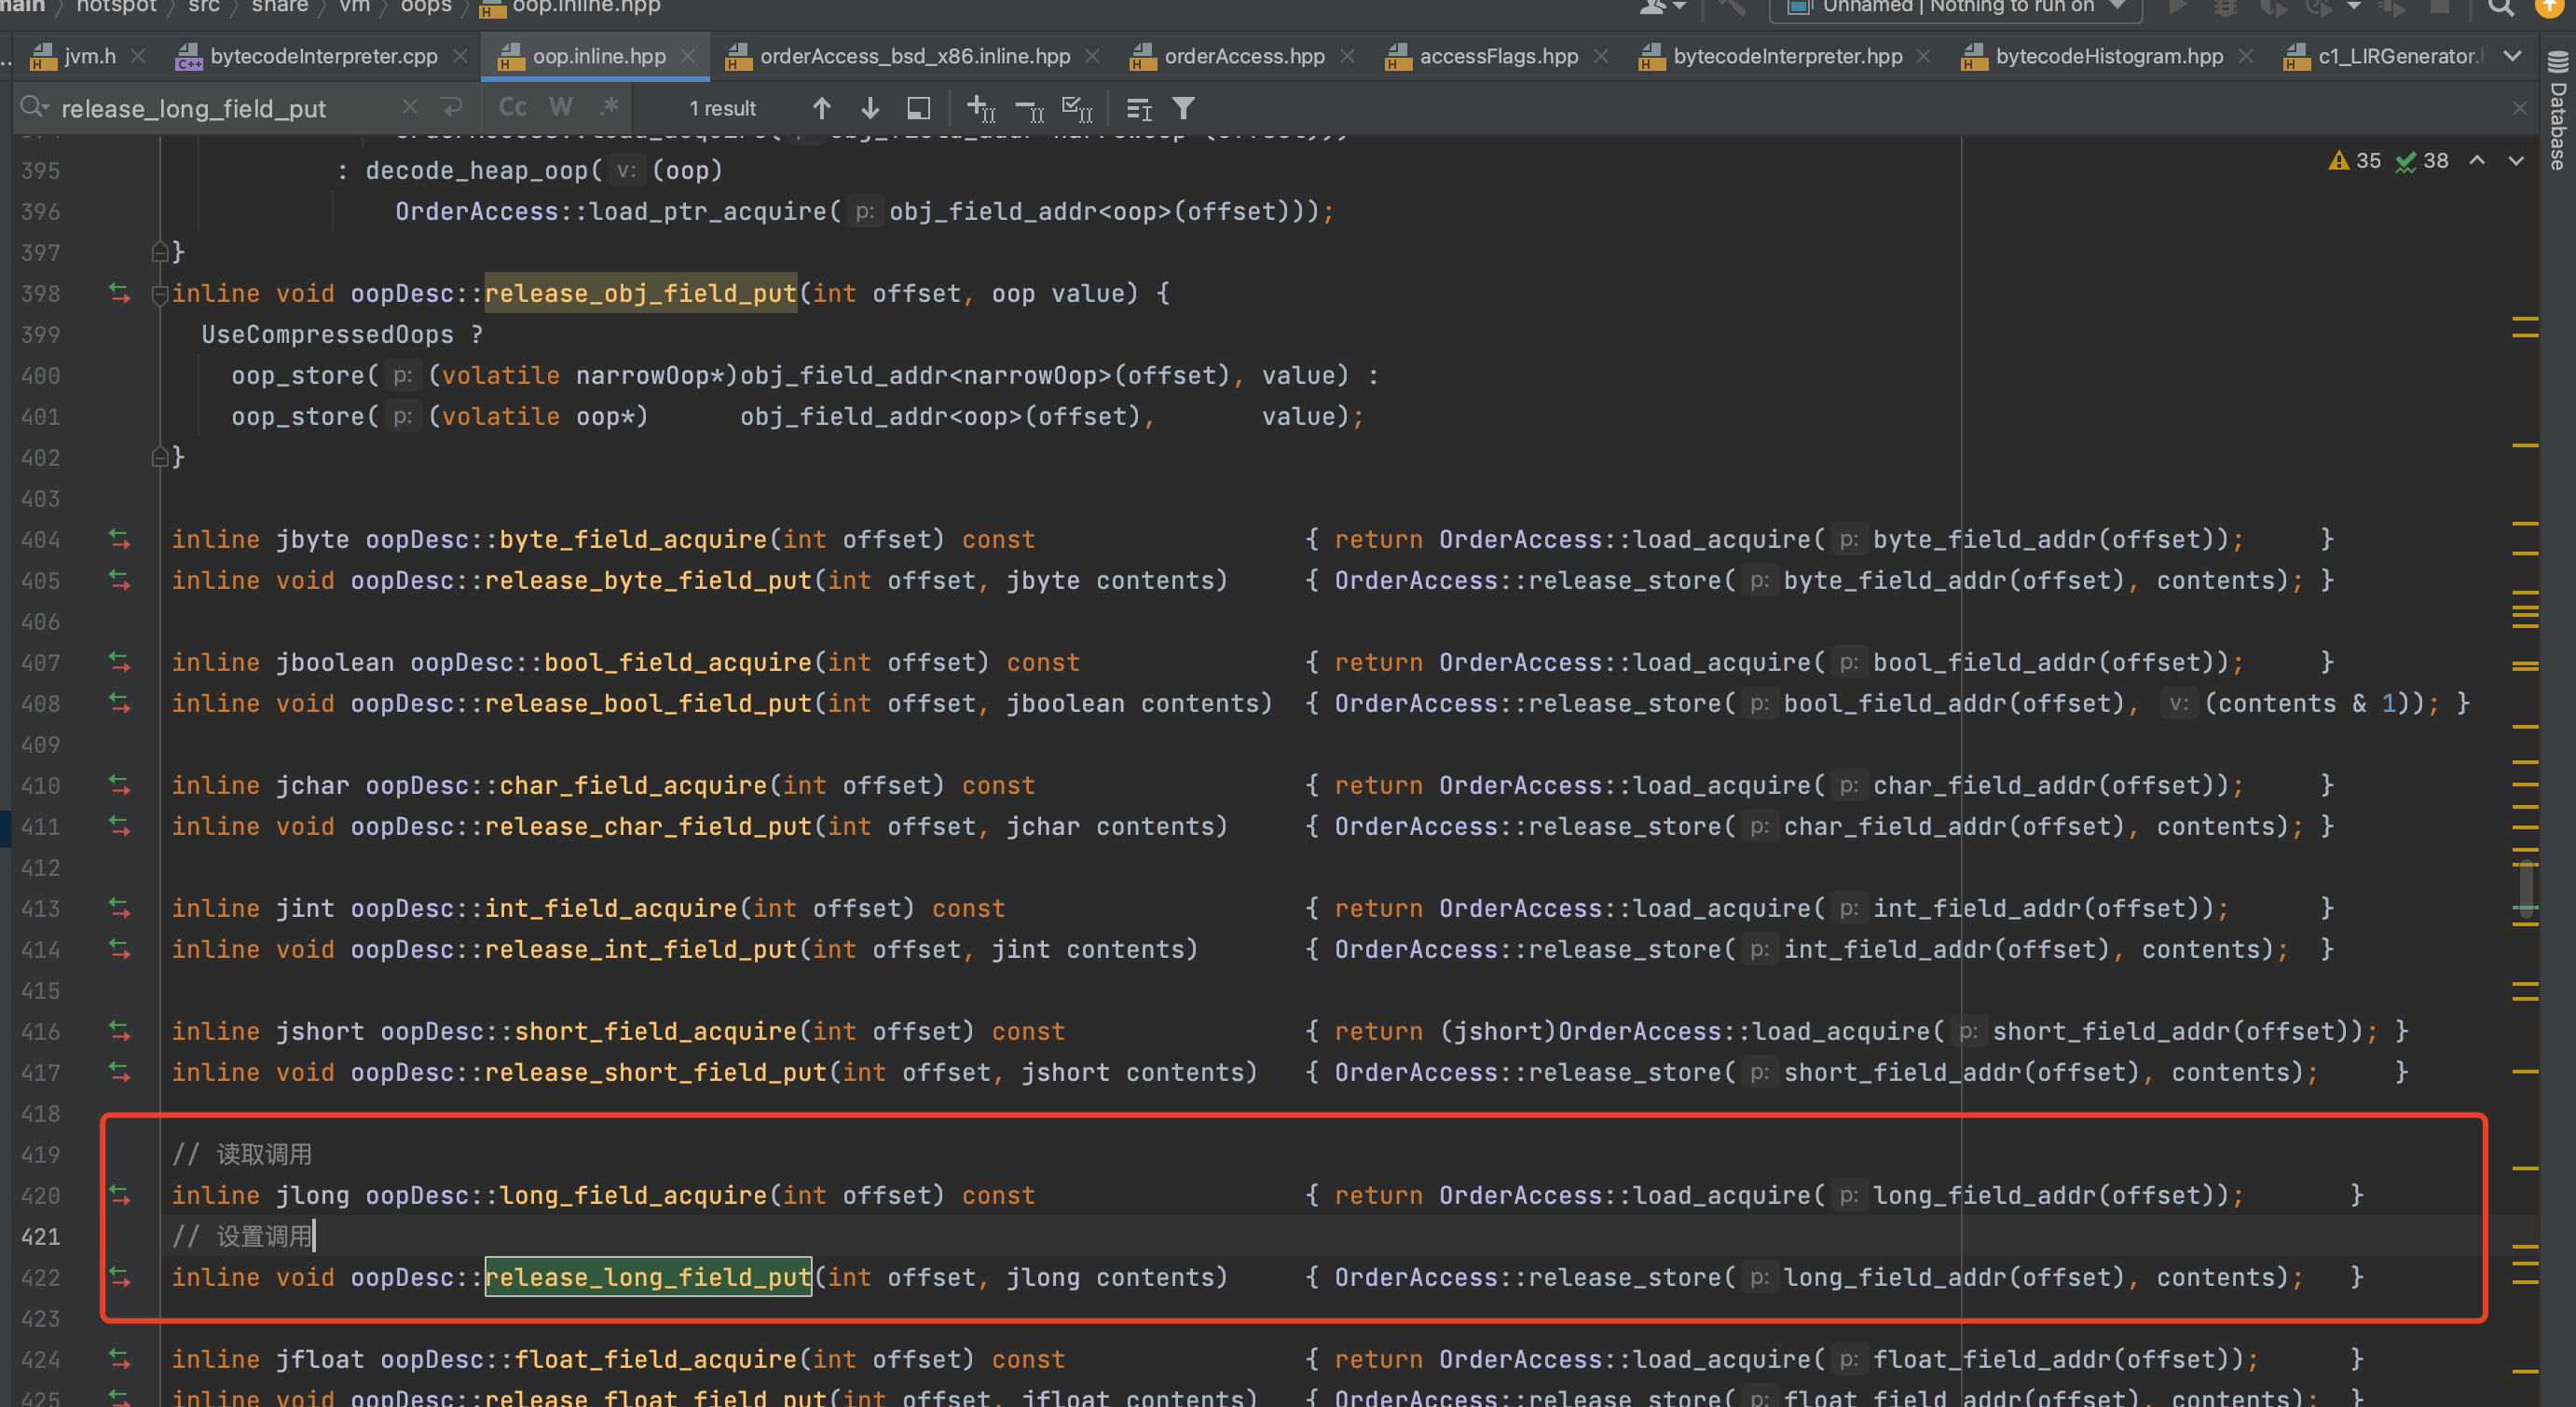 main 〉 hotspot 〉 src 〉 share 〉 vm 〉 oops 〉 oop.inline.hpp
Unnamed | Nothing to run on
jvm.h bytecodeInterpreter.cpp oop.inline.hpp orderAccess_bsd_x86.inline.hpp orderAccess.hpp accessFlags.hpp bytecodeInterpreter.hpp bytecodeHistogram.hpp c1_LIRGenerator.
release_long_field_put Cc W .* 1 result
Database
35 38
395 : decode_heap_oop( v: (oop)
396 OrderAccess::load_ptr_acquire( p: obj_field_addr<oop>(offset)));
397 }
398 inline void oopDesc::release_obj_field_put(int offset, oop value) {
399 UseCompressedOops ?
400 oop_store( p: (volatile narrowOop*)obj_field_addr<narrowOop>(offset), value) :
401 oop_store( p: (volatile oop*) obj_field_addr<oop>(offset), value);
402 }
403
404 inline jbyte oopDesc::byte_field_acquire(int offset) const { return OrderAccess::load_acquire( p: byte_field_addr(offset)); }
405 inline void oopDesc::release_byte_field_put(int offset, jbyte contents) { OrderAccess::release_store( p: byte_field_addr(offset), contents); }
406
407 inline jboolean oopDesc::bool_field_acquire(int offset) const { return OrderAccess::load_acquire( p: bool_field_addr(offset)); }
408 inline void oopDesc::release_bool_field_put(int offset, jboolean contents) { OrderAccess::release_store( p: bool_field_addr(offset), v: (contents & 1)); }
409
410 inline jchar oopDesc::char_field_acquire(int offset) const { return OrderAccess::load_acquire( p: char_field_addr(offset)); }
411 inline void oopDesc::release_char_field_put(int offset, jchar contents) { OrderAccess::release_store( p: char_field_addr(offset), contents); }
412
413 inline jint oopDesc::int_field_acquire(int offset) const { return OrderAccess::load_acquire( p: int_field_addr(offset)); }
414 inline void oopDesc::release_int_field_put(int offset, jint contents) { OrderAccess::release_store( p: int_field_addr(offset), contents); }
415
416 inline jshort oopDesc::short_field_acquire(int offset) const { return (jshort)OrderAccess::load_acquire( p: short_field_addr(offset)); }
417 inline void oopDesc::release_short_field_put(int offset, jshort contents) { OrderAccess::release_store( p: short_field_addr(offset), contents); }
418
419 // 读取调用
420 inline jlong oopDesc::long_field_acquire(int offset) const { return OrderAccess::load_acquire( p: long_field_addr(offset)); }
421 // 设置调用
422 inline void oopDesc::release_long_field_put(int offset, jlong contents) { OrderAccess::release_store( p: long_field_addr(offset), contents); }
423
424 inline jfloat oopDesc::float_field_acquire(int offset) const { return OrderAccess::load_acquire( p: float_field_addr(offset)); }
425 inline void oopDesc::release_float_field_put(int offset, jfloat contents) { OrderAccess::release_store( p: float_field_addr(offset), contents); }